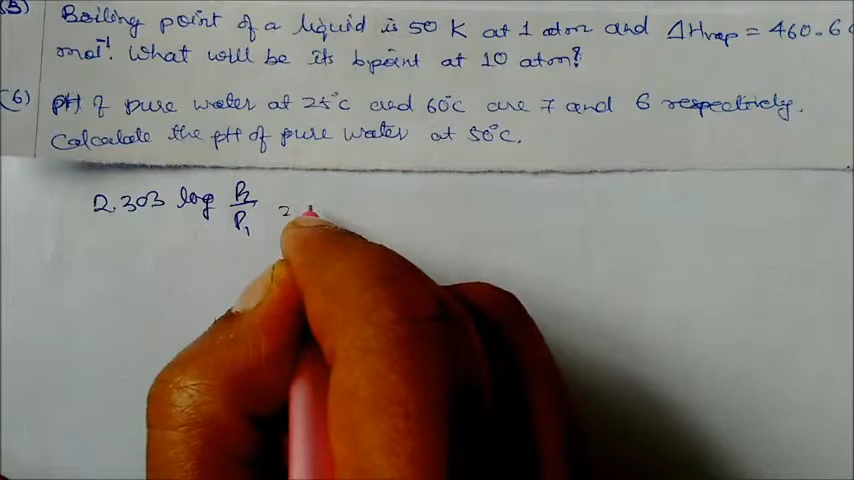 (5) Boiling point of a liquid is 50 K at 1 atom and ΔHvap = 460.6
mol⁻¹. What will be its b.point at 10 atom?
(6) pH of pure water at 25°C and 60°C are 7 and 6 respectively.
Calculate the pH of pure water at 50°C.
2.303 log P₂/P₁ =